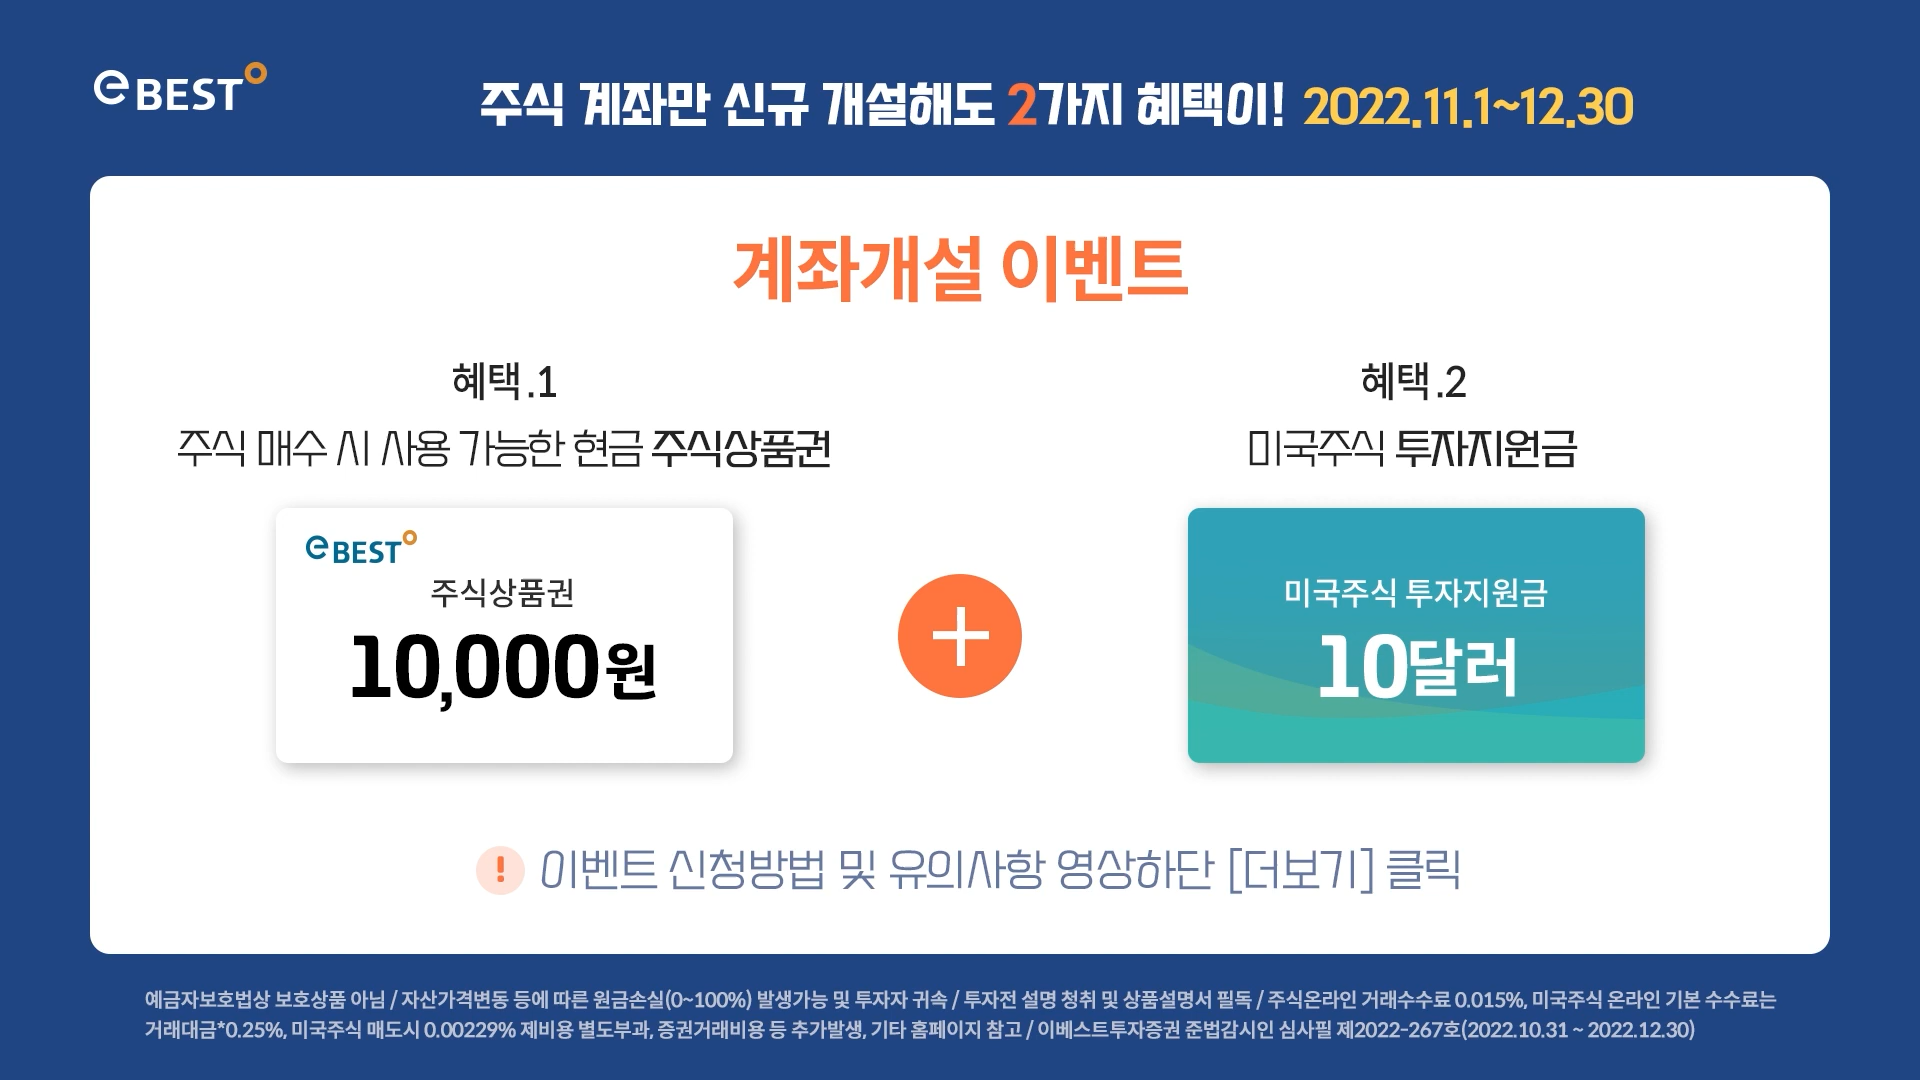 eBEST
주식 계좌만 신규 개설해도 2가지 혜택이! 2022.11.1~12.30
계좌개설 이벤트
혜택.1
주식 매수 시 사용 가능한 현금 주식상품권
eBEST
주식상품권
10,000원
+
혜택.2
미국주식 투자지원금
미국주식 투자지원금
10달러
! 이벤트 신청방법 및 유의사항 영상하단 [더보기] 클릭
예금자보호법상 보호상품 아님 / 자산가격변동 등에 따른 원금손실(0~100%) 발생가능 및 투자자 귀속 / 투자전 설명 청취 및 상품설명서 필독 / 주식온라인 거래수수료 0.015%, 미국주식 온라인 기본 수수료는
거래대금*0.25%, 미국주식 매도시 0.00229% 제비용 별도부과, 증권거래비용 등 추가발생, 기타 홈페이지 참고 / 이베스트투자증권 준법감시인 심사필 제2022-267호(2022.10.31 ~ 2022.12.30)